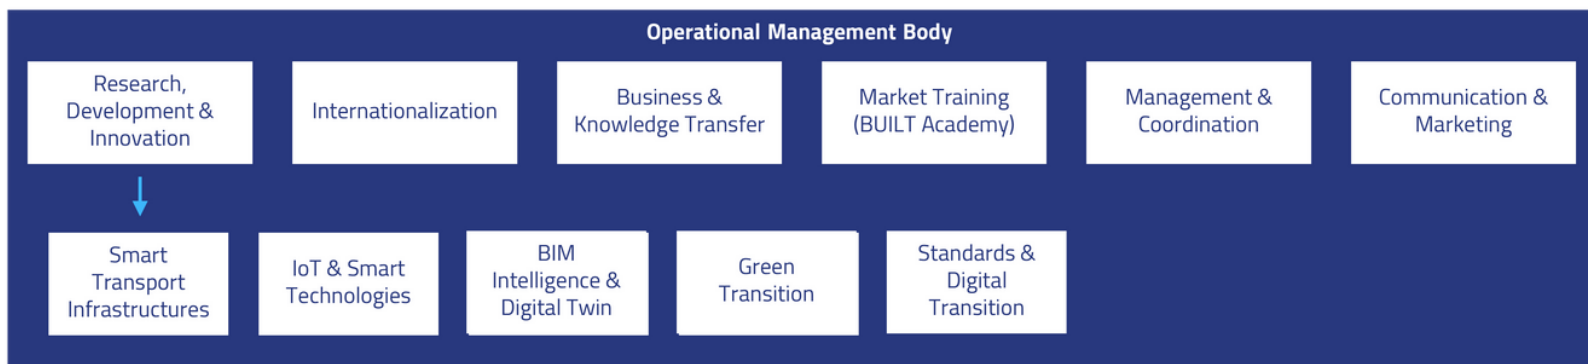 Operational Management Body
Research,
Development &
Innovation
Internationalization
Business &
Knowledge Transfer
Market Training
(BUILT Academy)
Management &
Coordination
Communication &
Marketing
Smart
Transport
Infrastructures
IoT & Smart
Technologies
BIM
Intelligence &
Digital Twin
Green
Transition
Standards &
Digital
Transition